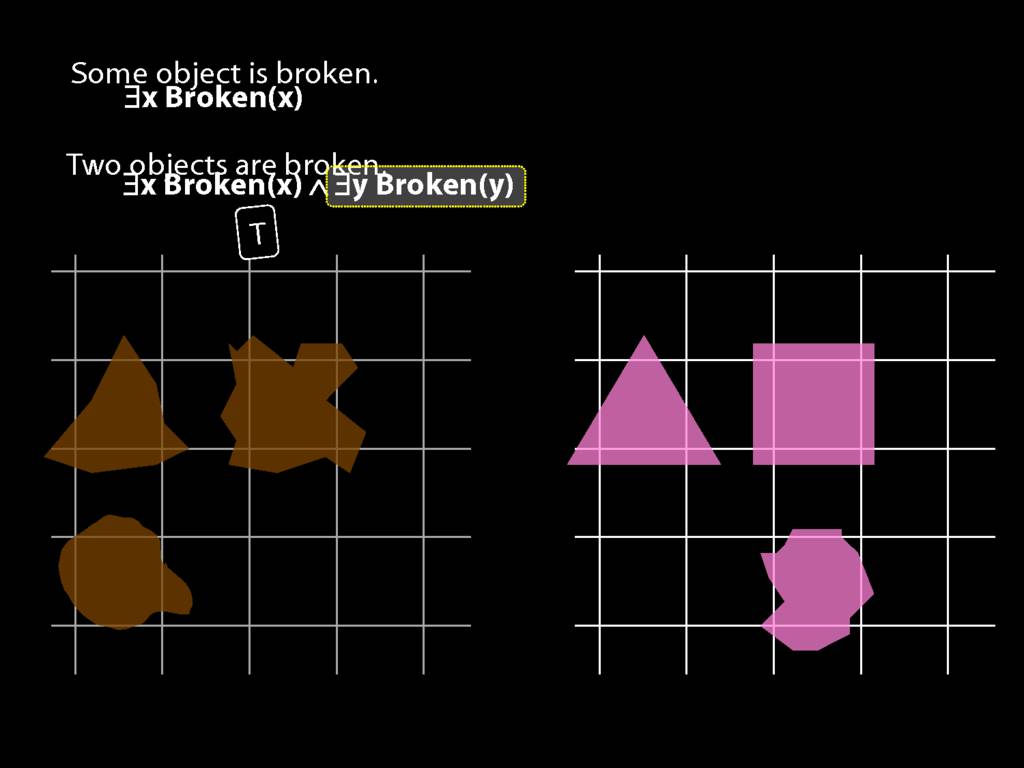 Some object is broken.
∃x Broken(x)
Two objects are broken.
∃x Broken(x) ∧ ∃y Broken(y)
T